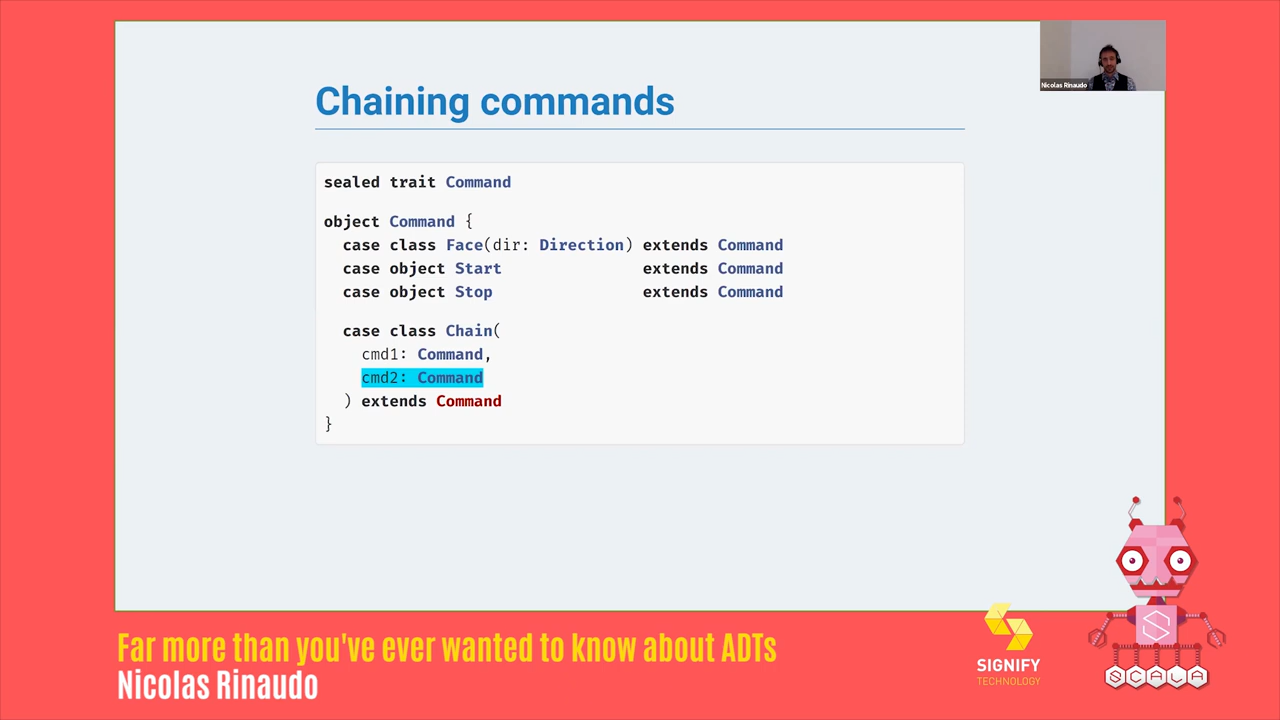 Nicolas Rinaudo
Chaining commands
sealed trait Command
object Command {
  case class Face(dir: Direction) extends Command
  case object Start               extends Command
  case object Stop                extends Command
  case class Chain(
    cmd1: Command,
    cmd2: Command
  ) extends Command
}
Far more than you've ever wanted to know about ADTs
Nicolas Rinaudo
SIGNIFY
TECHNOLOGY
S
SCALA